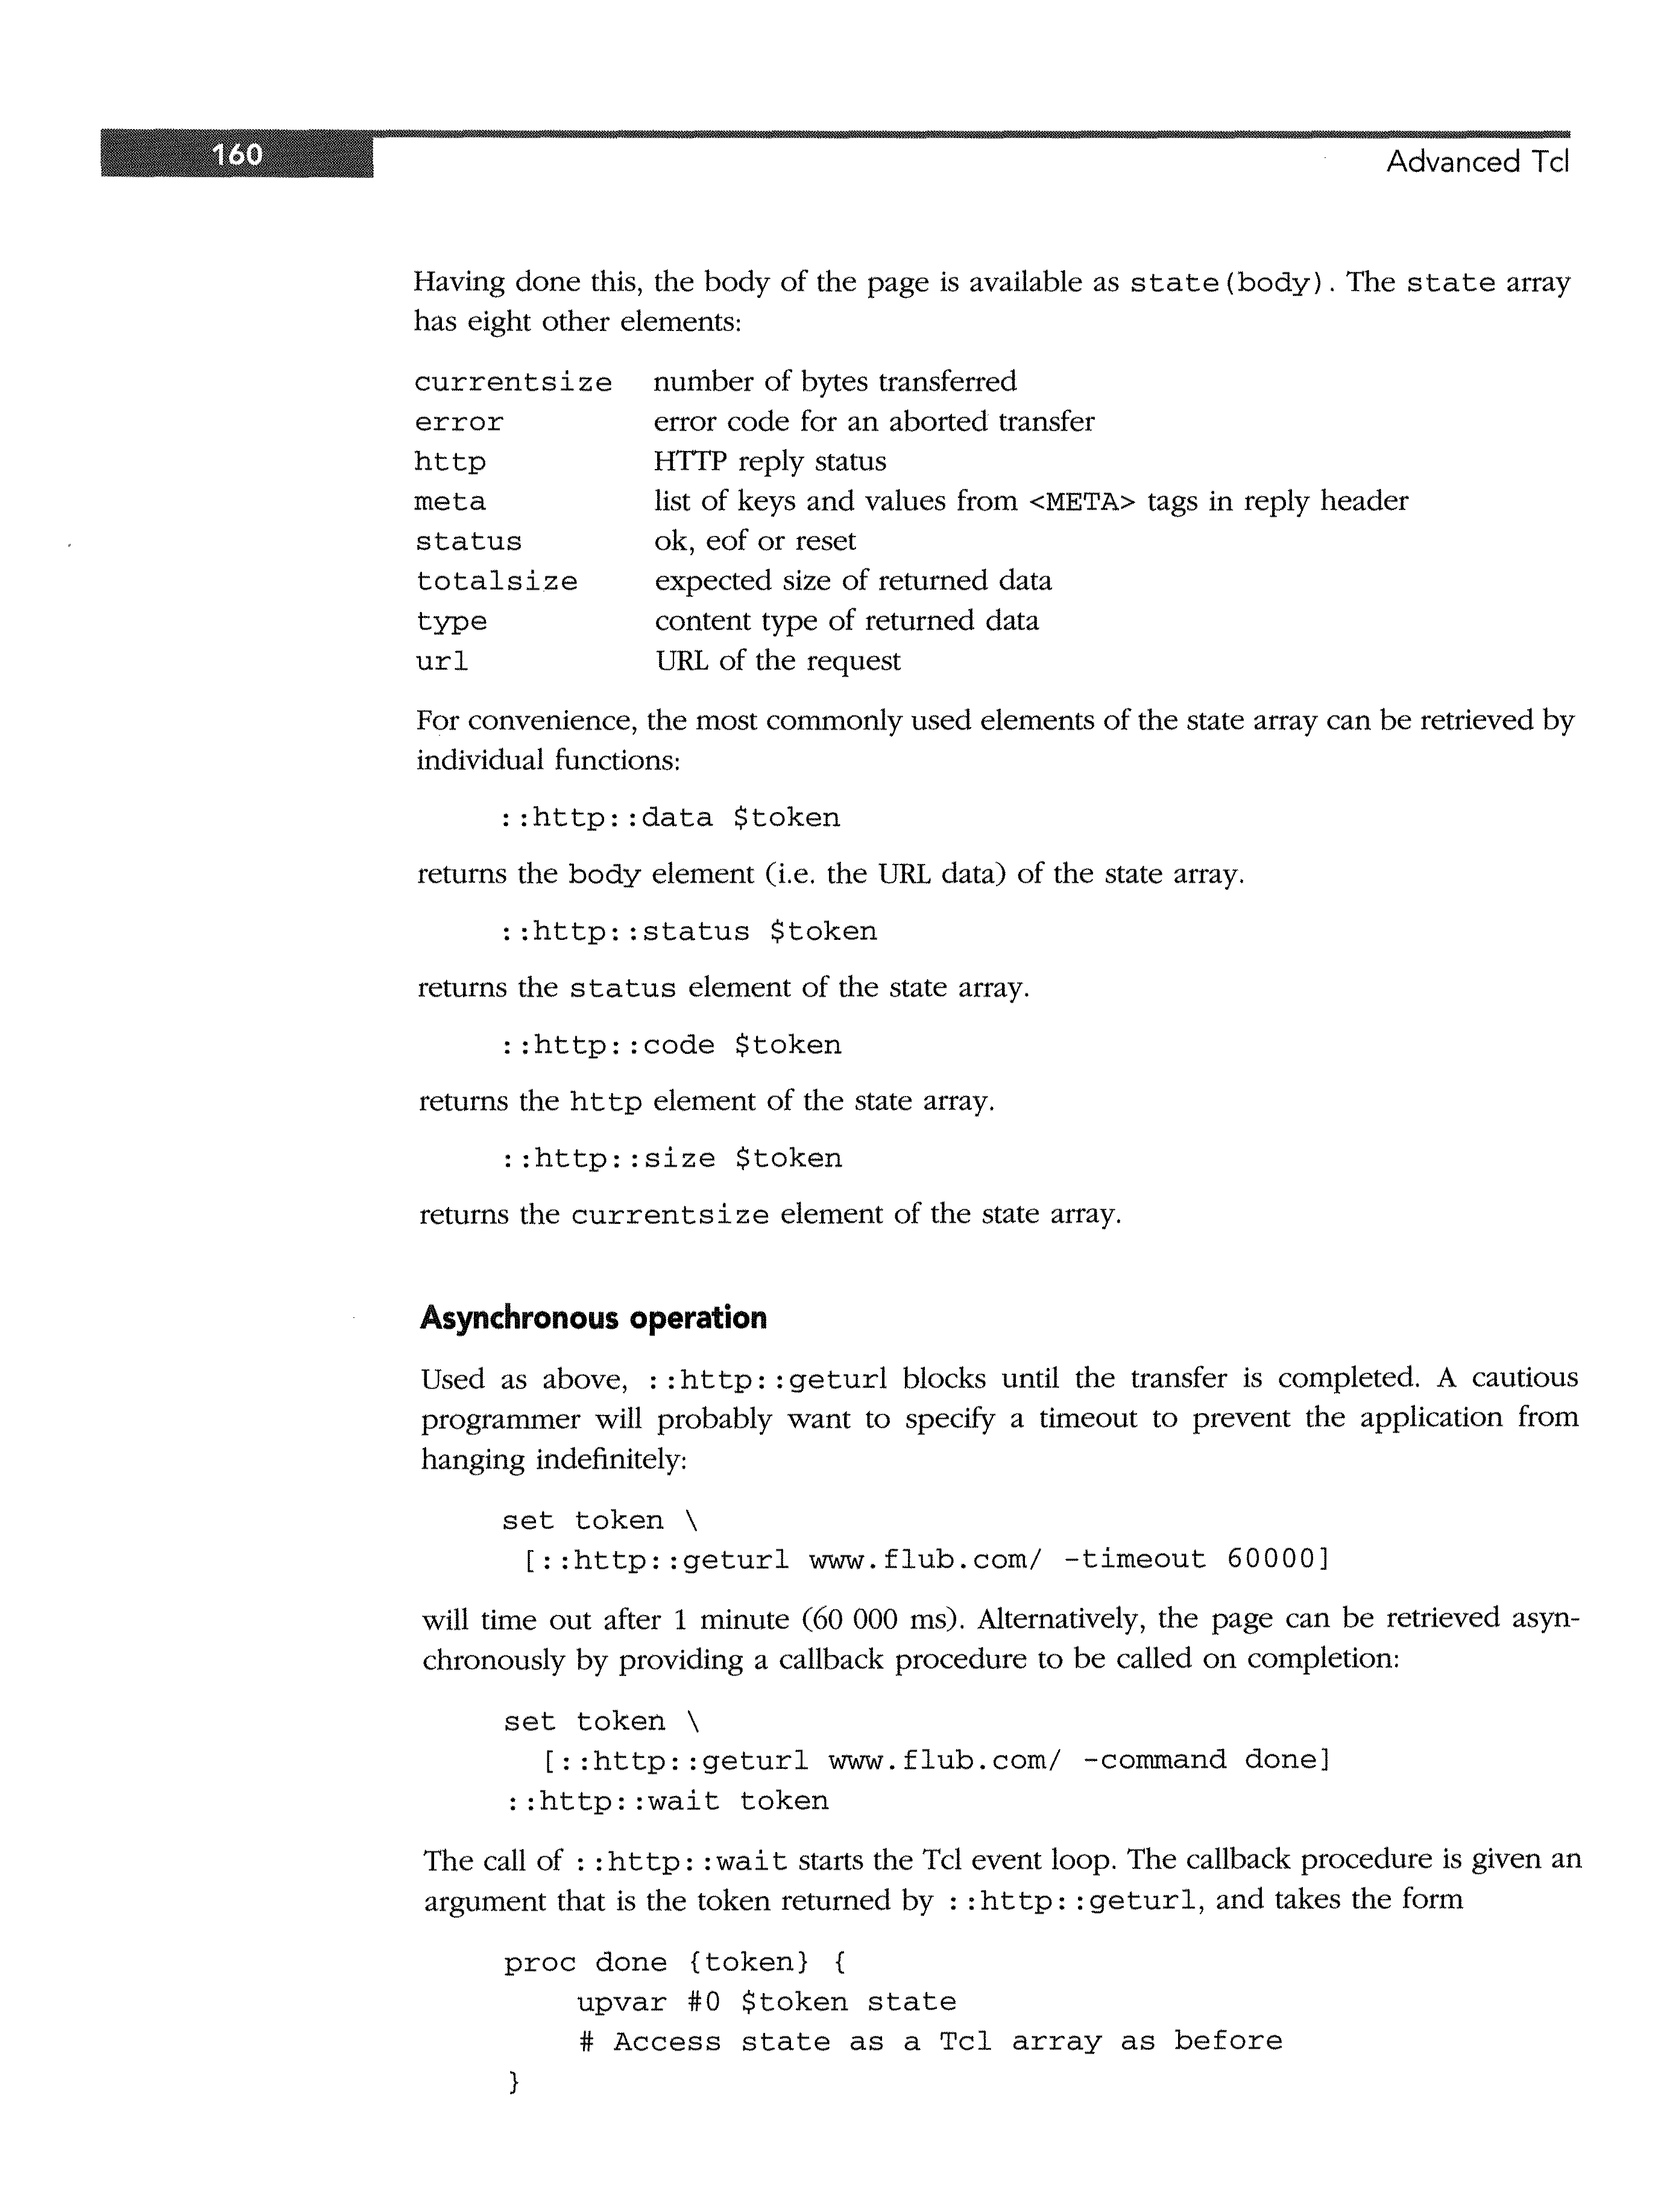 160
Advanced Tcl
Having done this, the body of the page is available as state(body). The state array
has eight other elements:
currentsize number of bytes transferred
error error code for an aborted transfer
http HTTP reply status
meta list of keys and values from <META> tags in reply header
status ok, eof or reset
totalsize expected size of returned data
type content type of returned data
url URL of the request
For convenience, the most commonly used elements of the state array can be retrieved by
individual functions:
::http::data $token
returns the body element (i.e. the URL data) of the state array.
::http::status $token
returns the status element of the state array.
::http::code $token
returns the http element of the state array.
::http::size $token
returns the currentsize element of the state array.
Asynchronous operation
Used as above, ::http::geturl blocks until the transfer is completed. A cautious
programmer will probably want to specify a timeout to prevent the application from
hanging indefinitely:
set token \
[::http::geturl www.flub.com/ -timeout 60000]
will time out after 1 minute (60 000 ms). Alternatively, the page can be retrieved asyn-
chronously by providing a callback procedure to be called on completion:
set token \
[::http::geturl www.flub.com/ -command done]
::http::wait token
The call of ::http::wait starts the Tcl event loop. The callback procedure is given an
argument that is the token returned by ::http::geturl, and takes the form
proc done {token} {
upvar #0 $token state
# Access state as a Tcl array as before
}